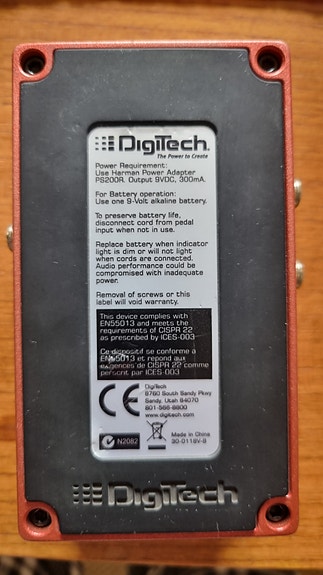 DigiTech
The Power to Create
Power Requirement:
Use Harman Power Adapter
PS200R. Output 9VDC, 300mA.
For Battery operation:
Use one 9-Volt alkaline battery.
To preserve battery life,
disconnect cord from pedal
input when not in use.
Replace battery when indicator
light is dim or will not light
when cords are connected.
Audio performance could be
compromised with inadequate
power.
Removal of screws or this
label will void warranty.
This device complies with
EN55013 and meets the
requirements of CISPR 22
as prescribed by ICES-003
Ce dispositif se conforme à
EN55013 et repond aux
exigences de CISPR 22 comme
perscrit par ICES-003
DigiTech
8760 South Sandy Pkwy
Sandy, Utah 84070
801-566-8800
www.digitech.com
CE
N2082
Made in China
30-0119V-B
DigiTech